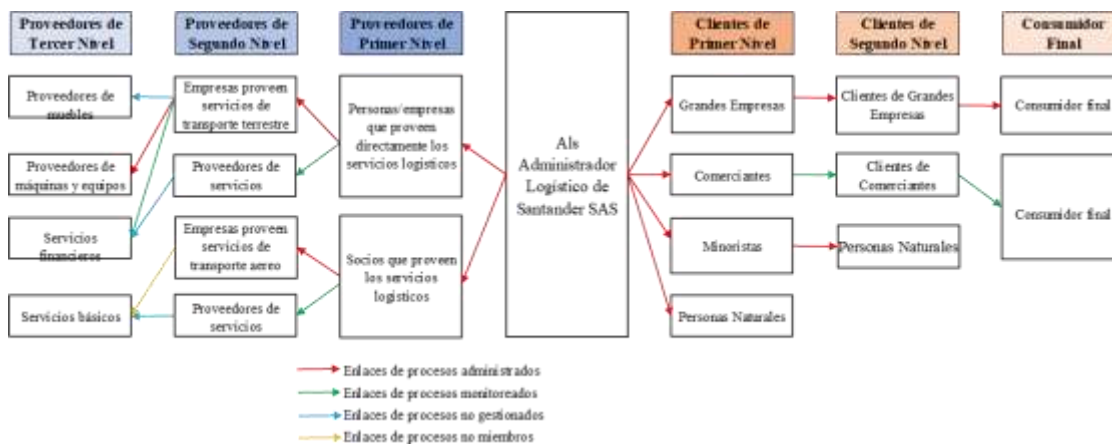 Proveedores de
Tercer Nivel
Proveedores de
Segundo Nivel
Proveedores de
Primer Nivel
Clientes de
Primer Nivel
Clientes de
Segundo Nivel
Consumidor
Final
Proveedores de
muebles
Proveedores de
máquinas y equipos
Servicios
financieros
Servicios básicos
Empresas proveen
servicios de
transporte terrestre
Proveedores de
servicios
Empresas proveen
servicios de
transporte aereo
Proveedores de
servicios
Personas/empresas
que proveen
directamente los
servicios logísticos
Socios que proveen
los servicios
logísticos
Als
Administrador
Logístico de
Santander SAS
Grandes Empresas
Comerciantes
Minoristas
Personas Naturales
Clientes de Grandes
Empresas
Clientes de
Comerciantes
Personas Naturales
Consumidor final
Consumidor final
Enlaces de procesos administrados
Enlaces de procesos monitoreados
Enlaces de procesos no gestionados
Enlaces de procesos no miembros